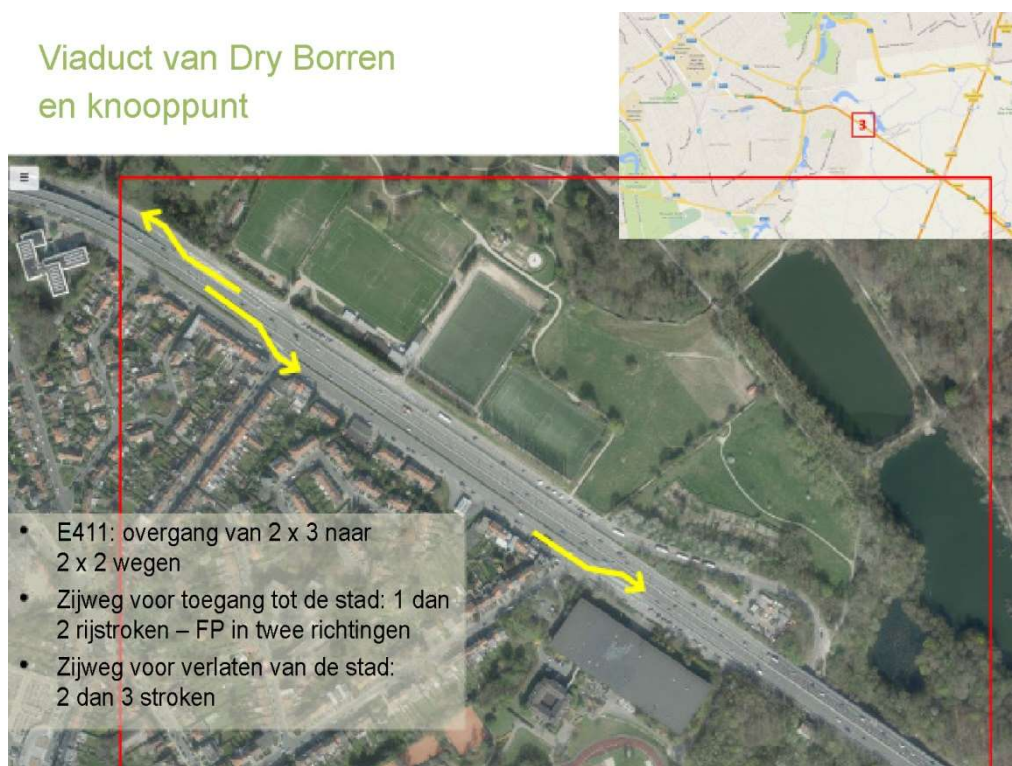 Viaduct van Dry Borren
en knooppunt
3
• E411: overgang van 2 x 3 naar
2 x 2 wegen
• Zijweg voor toegang tot de stad: 1 dan
2 rijstroken – FP in twee richtingen
• Zijweg voor verlaten van de stad:
2 dan 3 stroken